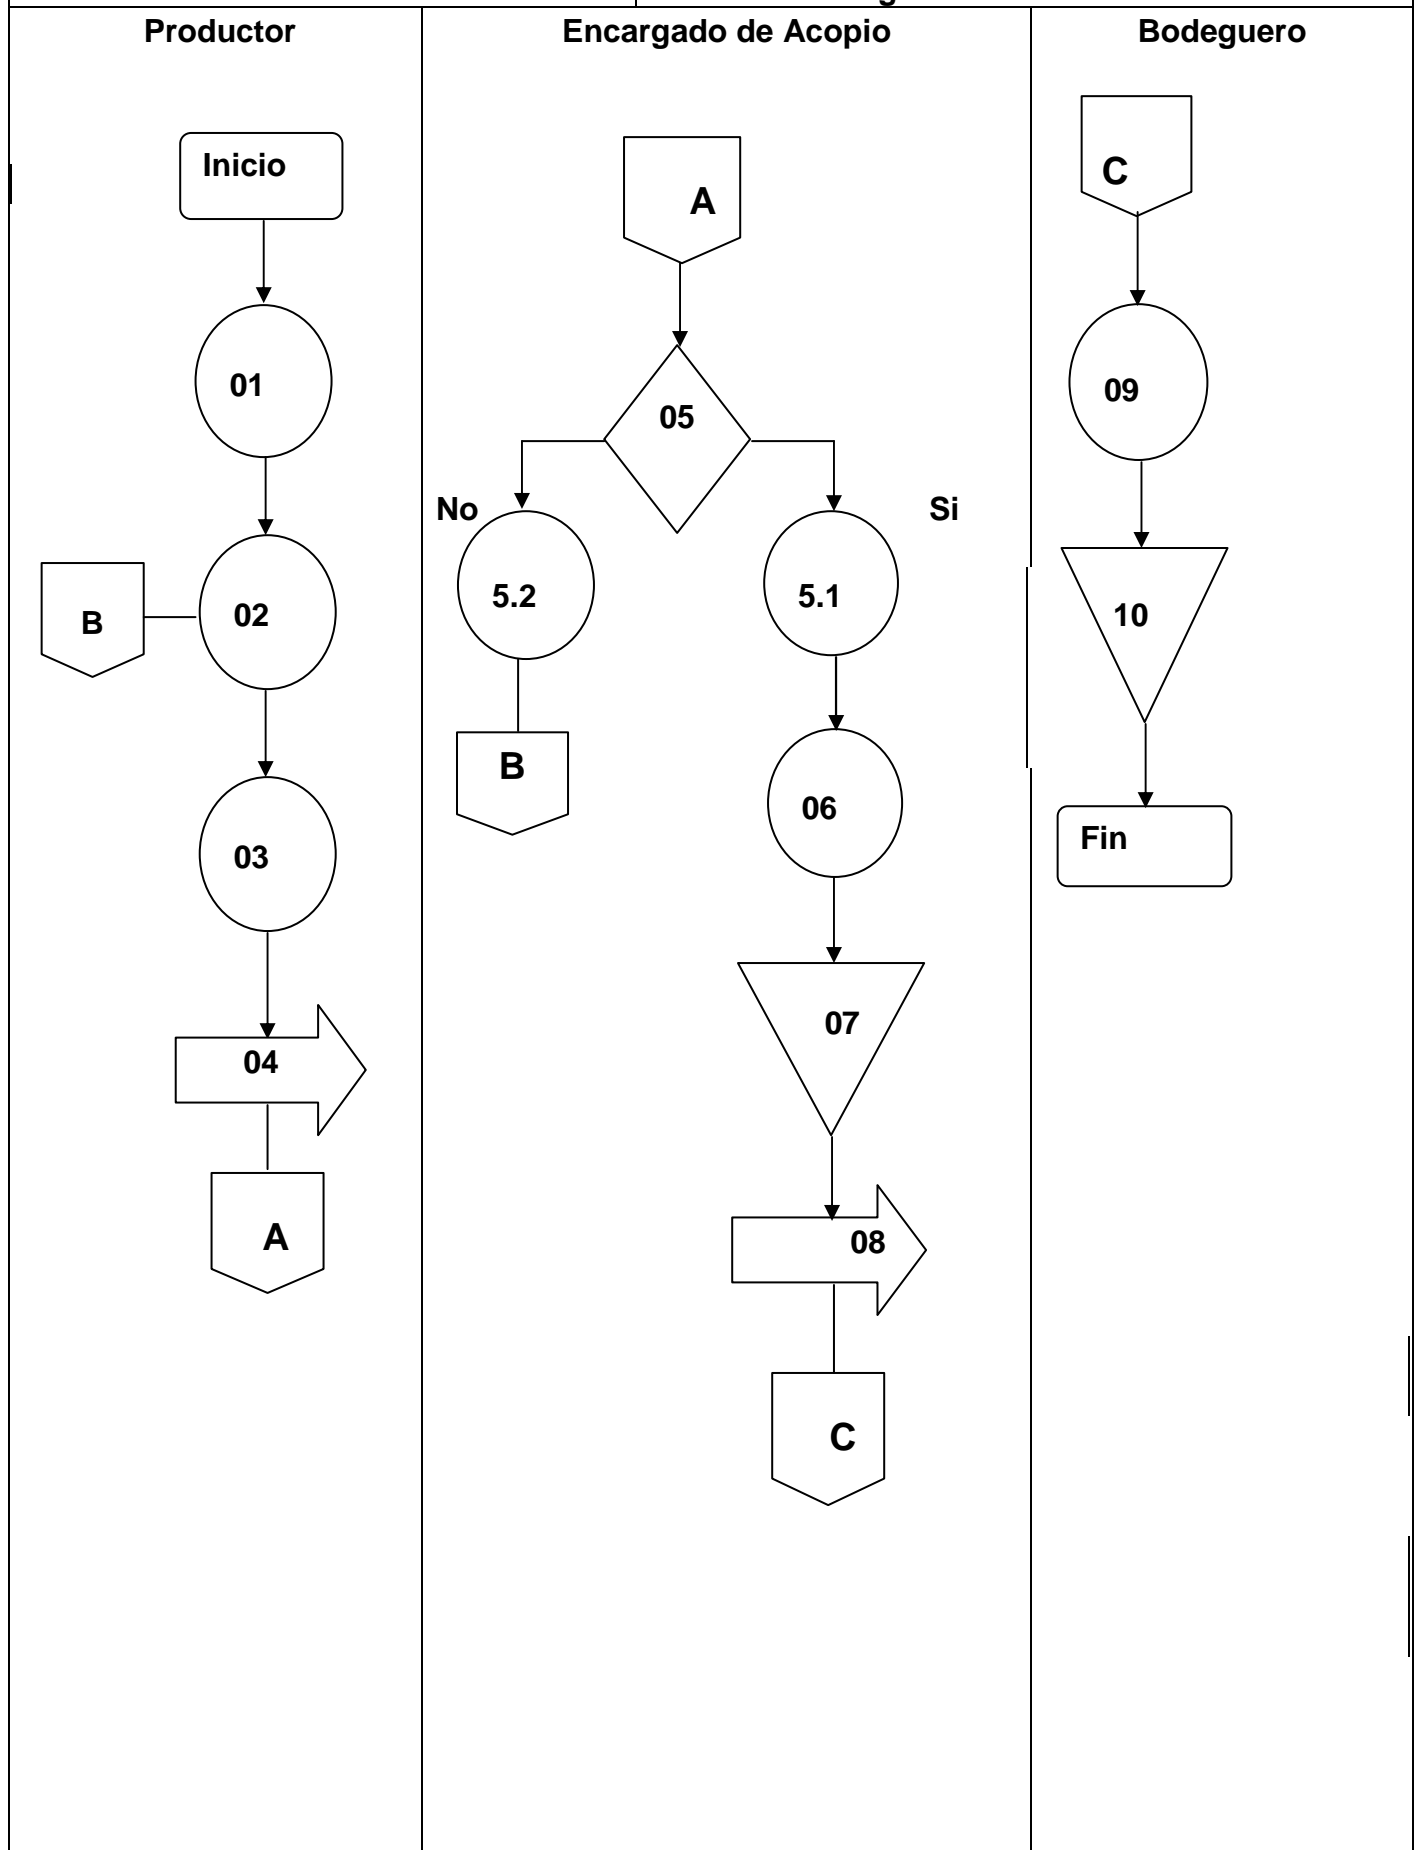 Productor
Inicio
01
B
02
03
04
A
Encargado de Acopio
A
05
No
Si
5.2
5.1
B
06
07
08
C
Bodeguero
C
09
10
Fin